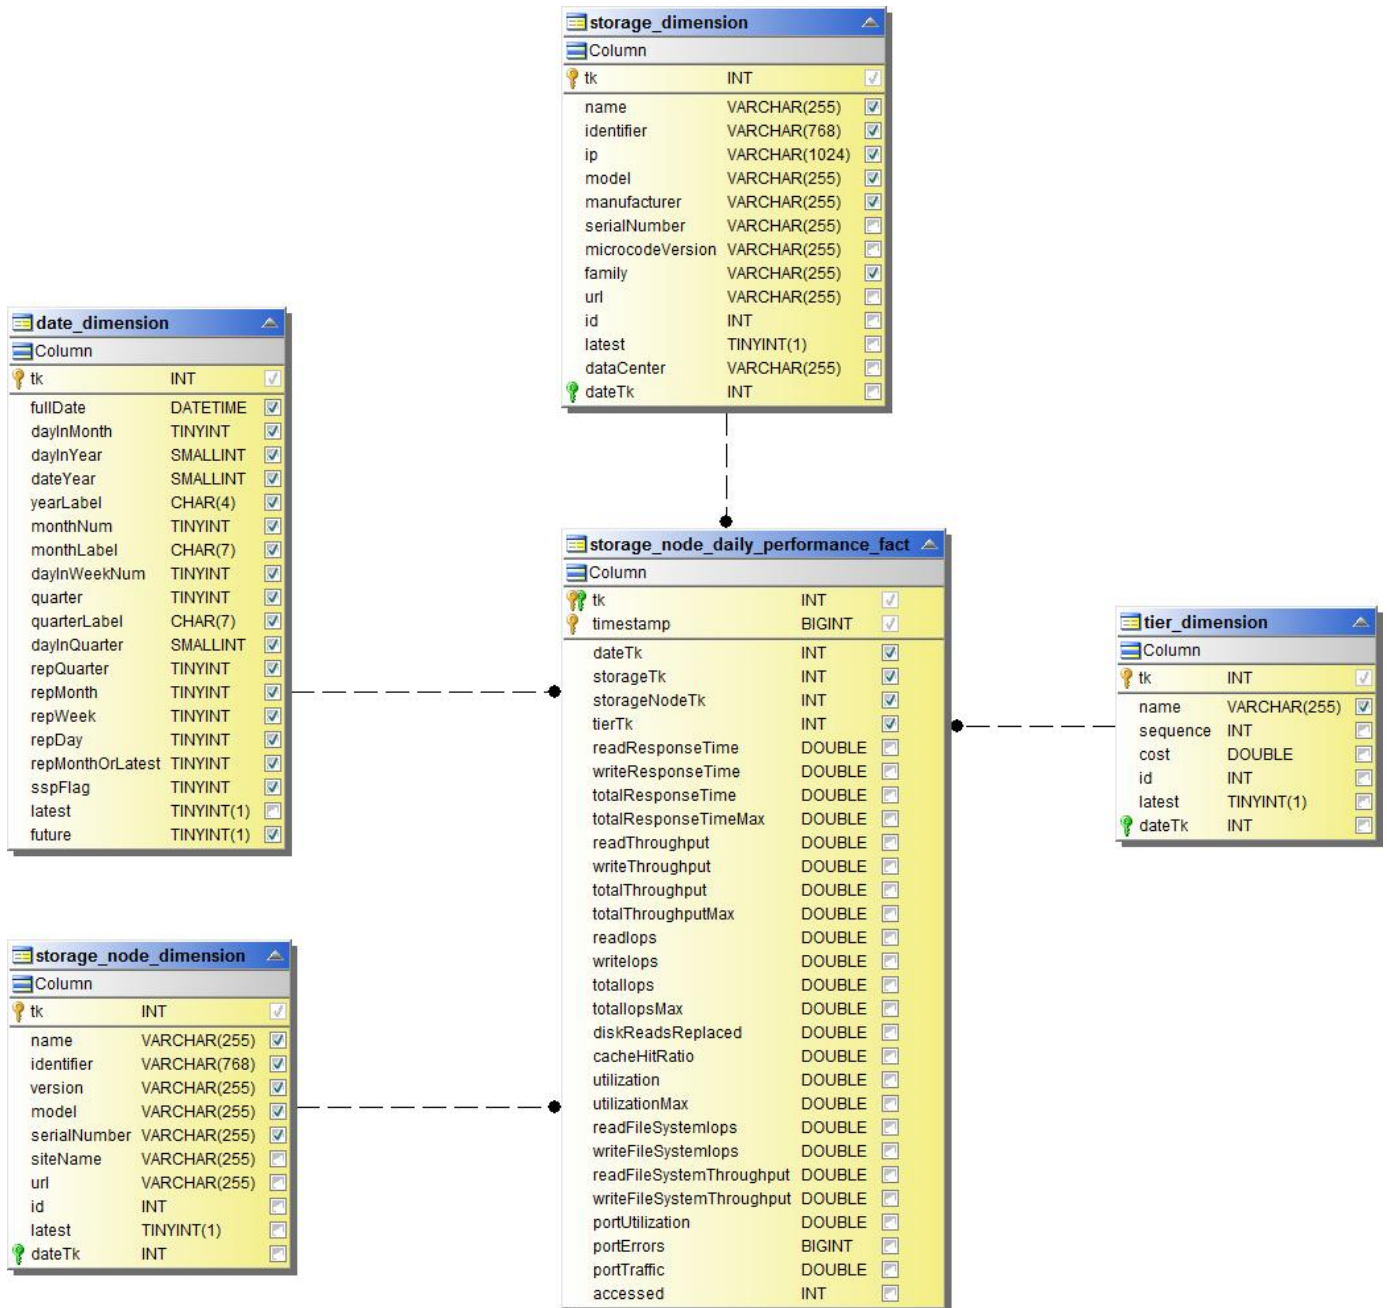 storage_dimension
Column
tk INT
name VARCHAR(255)
identifier VARCHAR(768)
ip VARCHAR(1024)
model VARCHAR(255)
manufacturer VARCHAR(255)
serialNumber VARCHAR(255)
microcodeVersion VARCHAR(255)
family VARCHAR(255)
url VARCHAR(255)
id INT
latest TINYINT(1)
dataCenter VARCHAR(255)
dateTk INT
date_dimension
Column
tk INT
fullDate DATETIME
dayInMonth TINYINT
dayInYear SMALLINT
dateYear SMALLINT
yearLabel CHAR(4)
monthNum TINYINT
monthLabel CHAR(7)
dayInWeekNum TINYINT
quarter TINYINT
quarterLabel CHAR(7)
dayInQuarter SMALLINT
repQuarter TINYINT
repMonth TINYINT
repWeek TINYINT
repDay TINYINT
repMonthOrLatest TINYINT
sspFlag TINYINT
latest TINYINT(1)
future TINYINT(1)
storage_node_daily_performance_fact
Column
tk INT
timestamp BIGINT
dateTk INT
storageTk INT
storageNodeTk INT
tierTk INT
readResponseTime DOUBLE
writeResponseTime DOUBLE
totalResponseTime DOUBLE
totalResponseTimeMax DOUBLE
readThroughput DOUBLE
writeThroughput DOUBLE
totalThroughput DOUBLE
totalThroughputMax DOUBLE
readIops DOUBLE
writeIops DOUBLE
totalIops DOUBLE
totalIopsMax DOUBLE
diskReadsReplaced DOUBLE
cacheHitRatio DOUBLE
utilization DOUBLE
utilizationMax DOUBLE
readFileSystemIops DOUBLE
writeFileSystemIops DOUBLE
readFileSystemThroughput DOUBLE
writeFileSystemThroughput DOUBLE
portUtilization DOUBLE
portErrors BIGINT
portTraffic DOUBLE
accessed INT
tier_dimension
Column
tk INT
name VARCHAR(255)
sequence INT
cost DOUBLE
id INT
latest TINYINT(1)
dateTk INT
storage_node_dimension
Column
tk INT
name VARCHAR(255)
identifier VARCHAR(768)
version VARCHAR(255)
model VARCHAR(255)
serialNumber VARCHAR(255)
siteName VARCHAR(255)
url VARCHAR(255)
id INT
latest TINYINT(1)
dateTk INT